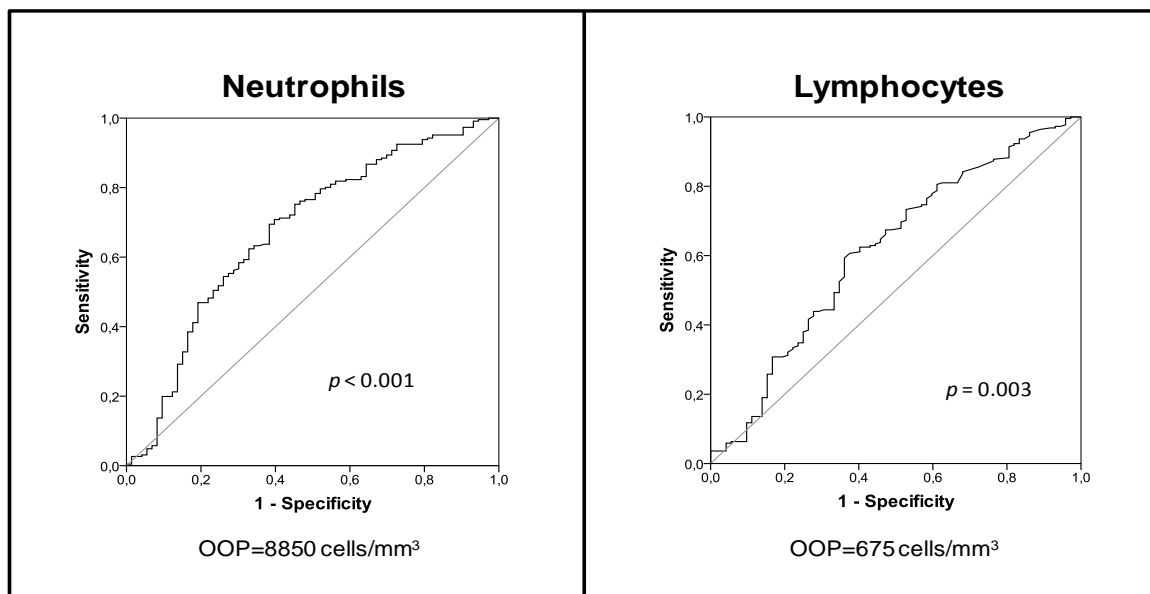 Neutrophils
1,0
0,8
0,6
0,4
0,2
0,0
Sensitivity
p < 0.001
0,0 0,2 0,4 0,6 0,8 1,0
1 - Specificity
OOP=8850 cells/mm³
Lymphocytes
1,0
0,8
0,6
0,4
0,2
0,0
Sensitivity
p = 0.003
0,0 0,2 0,4 0,6 0,8 1,0
1 - Specificity
OOP=675 cells/mm³